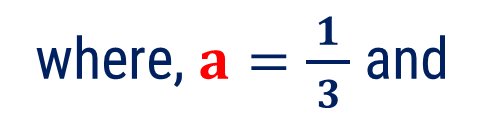 where, a = 1/3 and